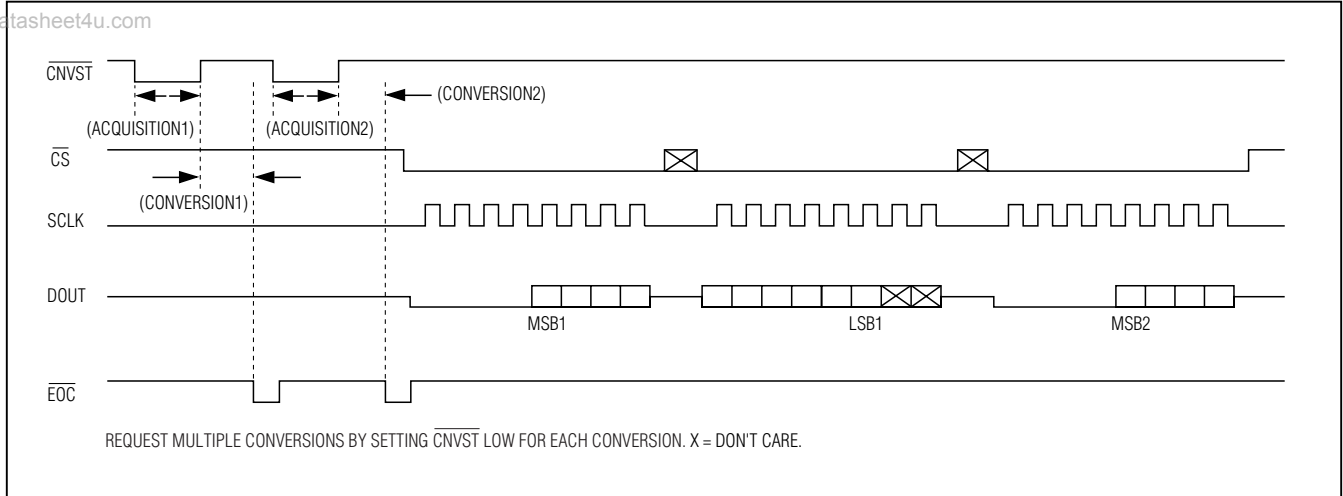 atasheet4u.com
CNVST
(CONVERSION2)
(ACQUISITION1) (ACQUISITION2)
CS
(CONVERSION1)
SCLK
DOUT
MSB1 LSB1 MSB2
EOC
REQUEST MULTIPLE CONVERSIONS BY SETTING CNVST LOW FOR EACH CONVERSION. X = DON'T CARE.